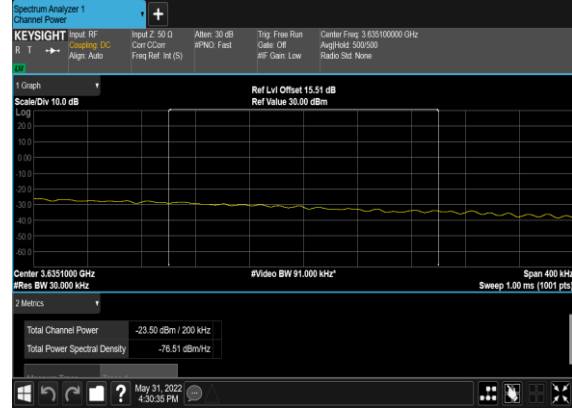 Spectrum Analyzer 1
Channel Power
+
KEYSIGHT Input: RF Input Z: 50 Ω Atten: 30 dB Trig: Free Run Center Freq: 3.635100000 GHz
R T Coupling: DC Corr CCorr #PNO: Fast Gate: Off Avg|Hold: 500/500
Align: Auto Freq Ref: Int (S) #IF Gain: Low Radio Std: None
1 Graph
Ref Lvl Offset 15.51 dB
Scale/Div 10.0 dB Ref Value 30.00 dBm
Log
20.0
10.0
0.00
-10.0
-20.0
-30.0
-40.0
-50.0
-60.0
Center 3.6351000 GHz #Video BW 91.000 kHz* Span 400 kHz
#Res BW 30.000 kHz Sweep 1.00 ms (1001 pts)
2 Metrics
Total Channel Power -23.50 dBm / 200 kHz
Total Power Spectral Density -76.51 dBm/Hz
? May 31, 2022
4:30:35 PM